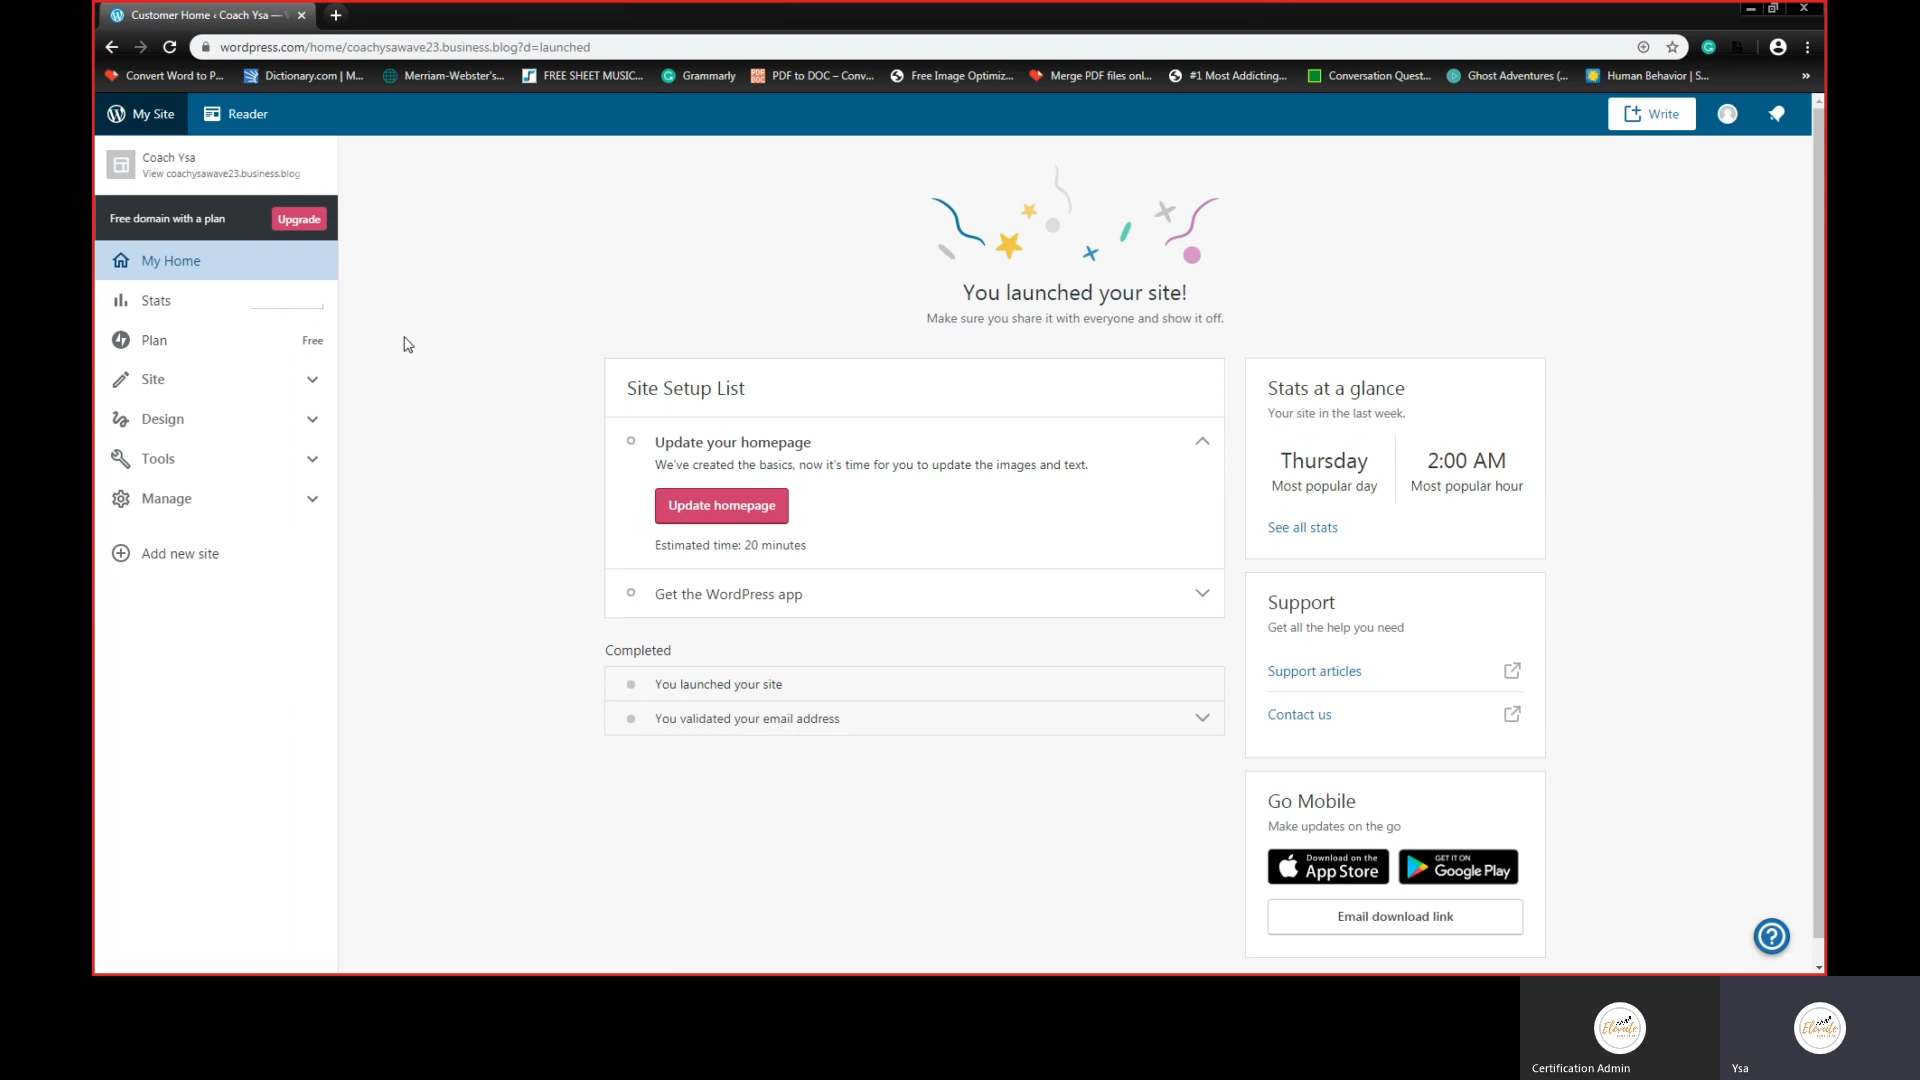 Customer Home ‹ Coach Ysa —
wordpress.com/home/coachysawave23.business.blog?d=launched
Convert Word to P...
Dictionary.com | M...
Merriam-Webster's...
FREE SHEET MUSIC...
Grammarly
PDF to DOC – Conv...
Free Image Optimiz...
Merge PDF files onl...
#1 Most Addicting...
Conversation Quest...
Ghost Adventures (...
Human Behavior | S...
»
My Site
Reader
Write
Coach Ysa
View coachysawave23.business.blog
Free domain with a plan
Upgrade
My Home
Stats
Plan
Free
Site
Design
Tools
Manage
Add new site
You launched your site!
Make sure you share it with everyone and show it off.
Site Setup List
Update your homepage
We've created the basics, now it's time for you to update the images and text.
Update homepage
Estimated time: 20 minutes
Get the WordPress app
Completed
You launched your site
You validated your email address
Stats at a glance
Your site in the last week.
Thursday
Most popular day
2:00 AM
Most popular hour
See all stats
Support
Get all the help you need
Support articles
Contact us
Go Mobile
Make updates on the go
Download on the
App Store
GET IT ON
Google Play
Email download link
Elevate
Certification Admin
Elevate
Ysa